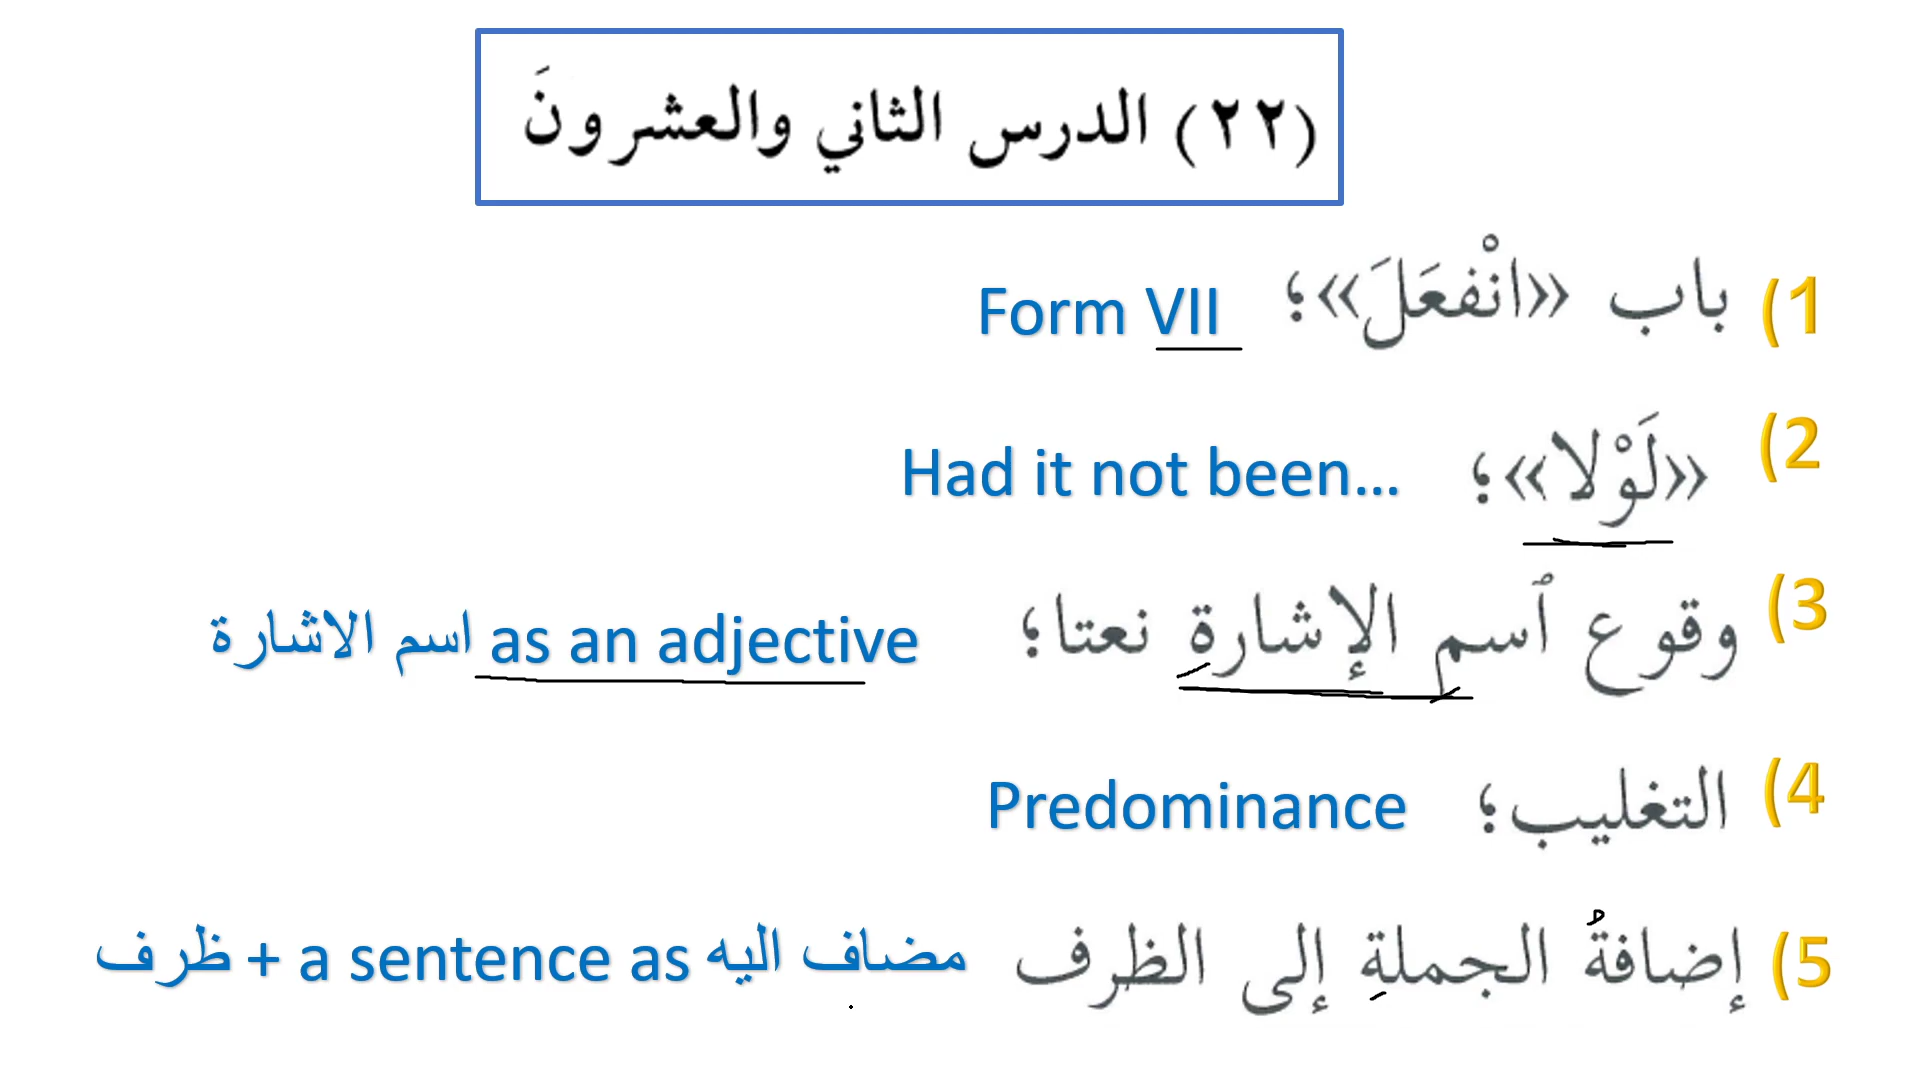 (٢٢) الدرس الثاني والعشرونَ
1) باب «انْفعَلَ»؛ Form VII
2) «لَوْلا»؛ Had it not been...
3) وقوع ٱسم الإشارةِ نعتا؛ اسم الاشارة as an adjective
4) التغليب؛ Predominance
5) إضافةُ الجملةِ إلى الظرف ظرف + a sentence as مضاف اليه